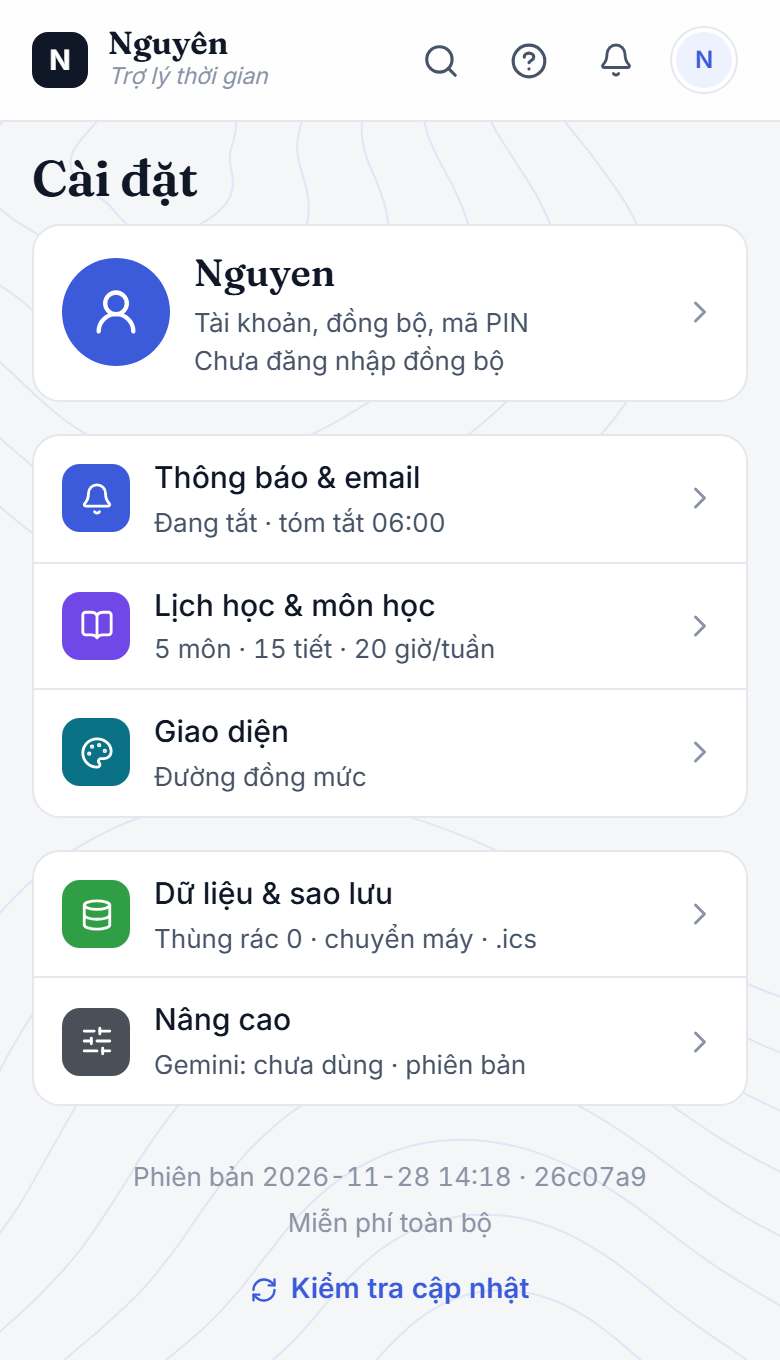 N
Nguyên
Trợ lý thời gian
N
Cài đặt
Nguyen
Tài khoản, đồng bộ, mã PIN
Chưa đăng nhập đồng bộ
Thông báo & email
Đang tắt · tóm tắt 06:00
Lịch học & môn học
5 môn · 15 tiết · 20 giờ/tuần
Giao diện
Đường đồng mức
Dữ liệu & sao lưu
Thùng rác 0 · chuyển máy · .ics
Nâng cao
Gemini: chưa dùng · phiên bản
Phiên bản 2026-11-28 14:18 · 26c07a9
Miễn phí toàn bộ
Kiểm tra cập nhật